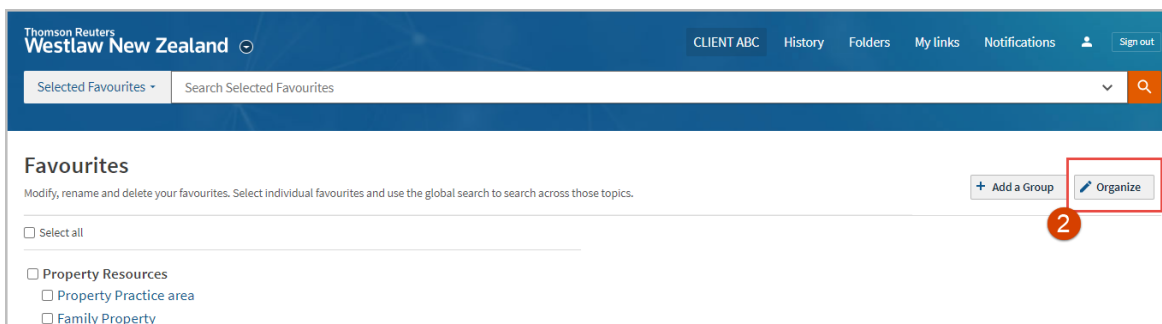 Thomson Reuters
Westlaw New Zealand
CLIENT ABC History Folders My links Notifications Sign out
Selected Favourites Search Selected Favourites
Favourites
Modify, rename and delete your favourites. Select individual favourites and use the global search to search across those topics.
+ Add a Group Organize
2
Select all
Property Resources
Property Practice area
Family Property